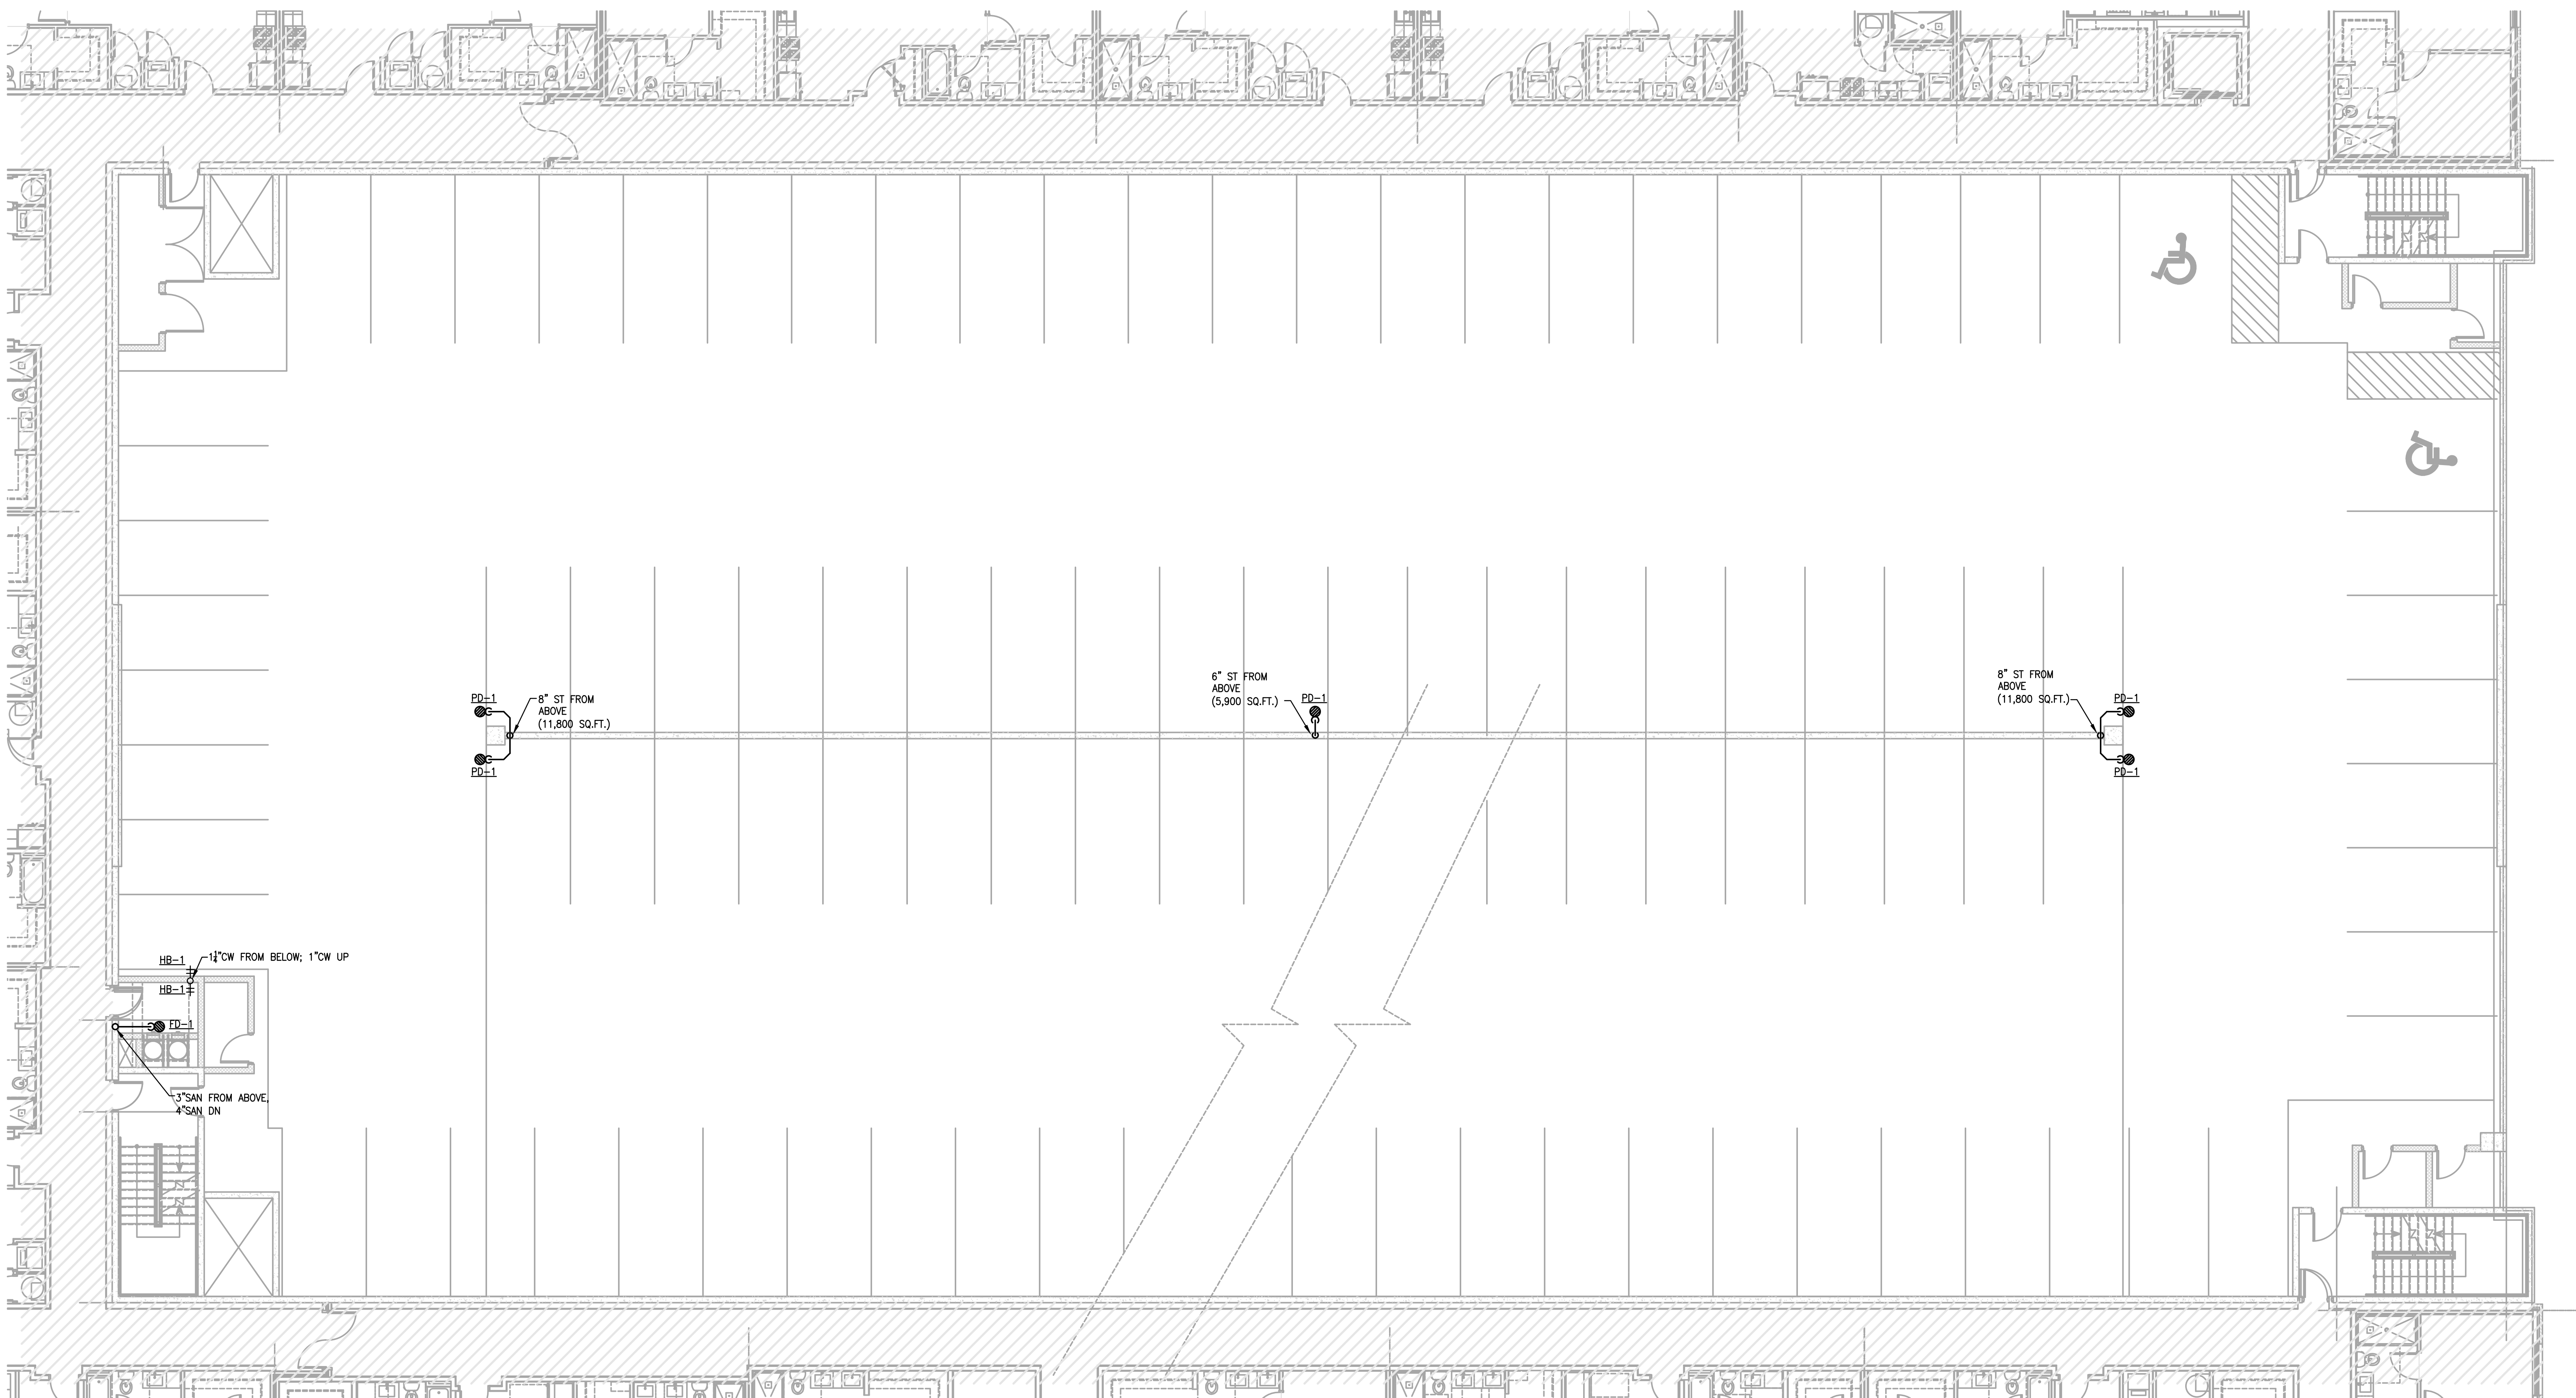 6" ST FROM
ABOVE
(5,900 SQ.FT.)
8" ST FROM
ABOVE
(11,800 SQ.FT.)
PD-1
8" ST FROM
ABOVE
(11,800 SQ.FT.)
PD-1
PD-1
PD-1
PD-1
HB-1
1¼"CW FROM BELOW; 1"CW UP
HB-1
FD-1
3"SAN FROM ABOVE,
4"SAN DN